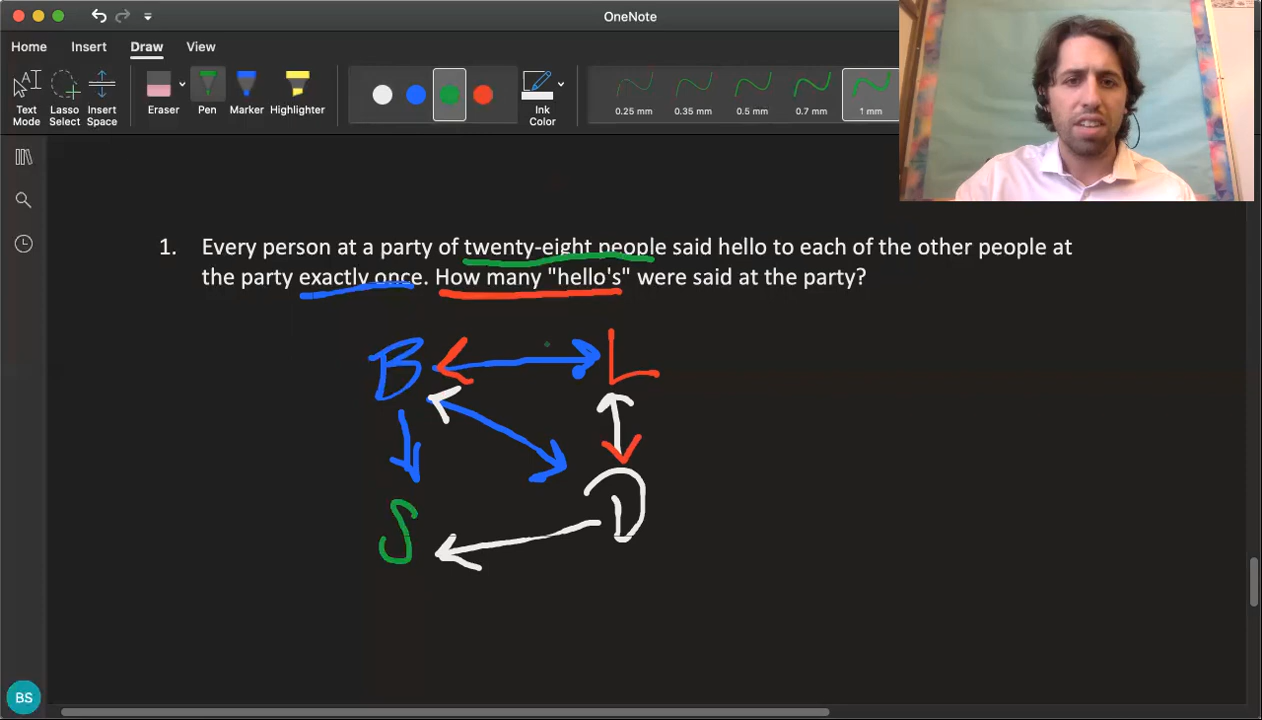 OneNote
Home Insert Draw View
Text Mode
Lasso Select
Insert Space
Eraser
Pen
Marker
Highlighter
Ink Color
0.25 mm
0.35 mm
0.5 mm
0.7 mm
1 mm
1. Every person at a party of twenty-eight people said hello to each of the other people at
the party exactly once. How many "hello's" were said at the party?
B L
S D
BS